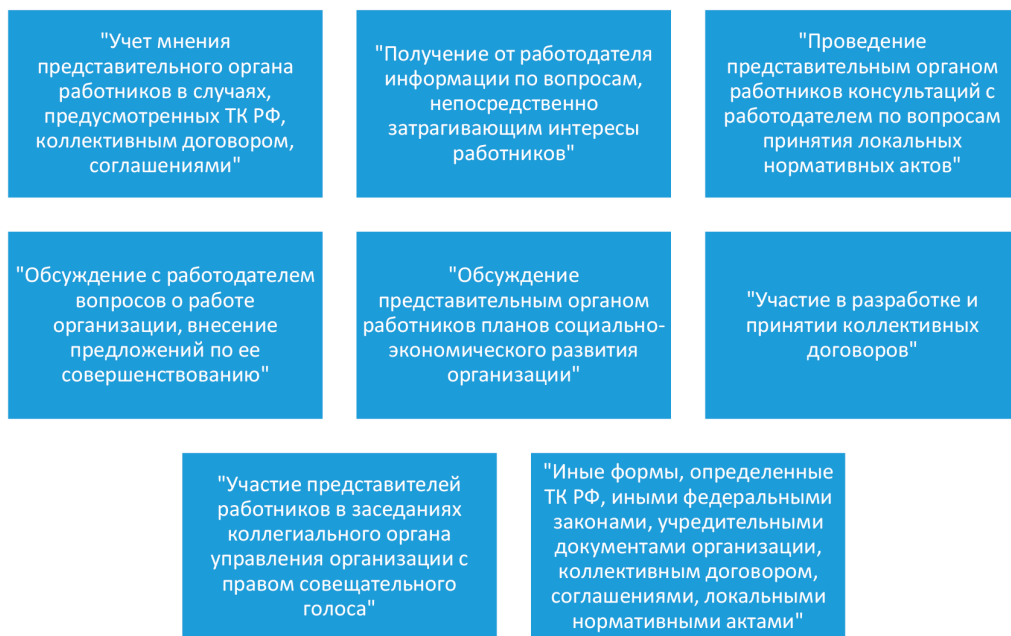 "Учет мнения
представительного органа
работников в случаях,
предусмотренных ТК РФ,
коллективным договором,
соглашениями"
"Получение от работодателя
информации по вопросам,
непосредственно
затрагивающим интересы
работников"
"Проведение
представительным органом
работников консультаций с
работодателем по вопросам
принятия локальных
нормативных актов"
"Обсуждение с работодателем
вопросов о работе
организации, внесение
предложений по ее
совершенствованию"
"Обсуждение
представительным органом
работников планов социально-
экономического развития
организации"
"Участие в разработке и
принятии коллективных
договоров"
"Участие представителей
работников в заседаниях
коллегиального органа
управления организации с
правом совещательного
голоса"
"Иные формы, определенные
ТК РФ, иными федеральными
законами, учредительными
документами организации,
коллективным договором,
соглашениями, локальными
нормативными актами"